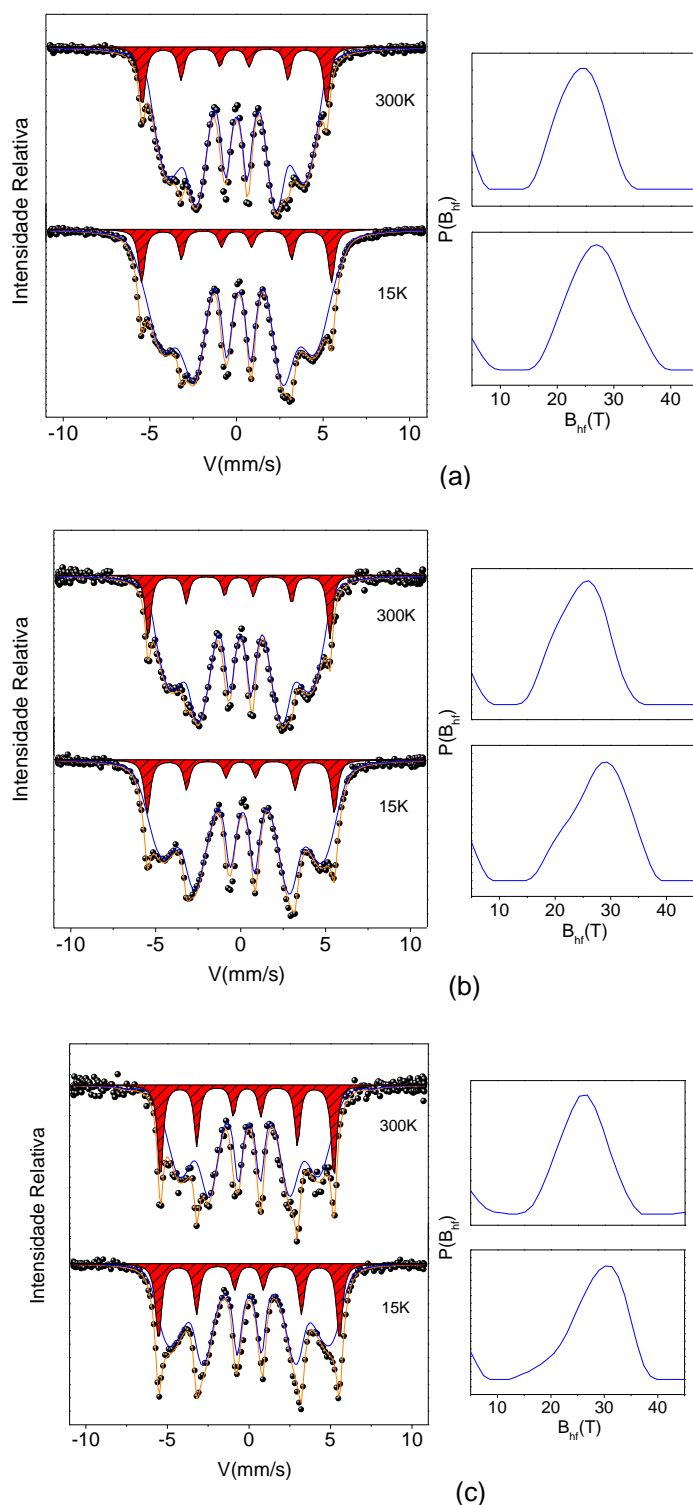 Intensidade Relativa
300K
15K
-10 -5 0 5 10
V(mm/s)
P(B_hf)
10 20 30 40
B_hf(T)
(a)
Intensidade Relativa
300K
15K
-10 -5 0 5 10
V(mm/s)
P(B_hf)
10 20 30 40
B_hf(T)
(b)
Intensidade Relativa
300K
15K
-10 -5 0 5 10
V(mm/s)
P(B_hf)
10 20 30 40
B_hf(T)
(c)